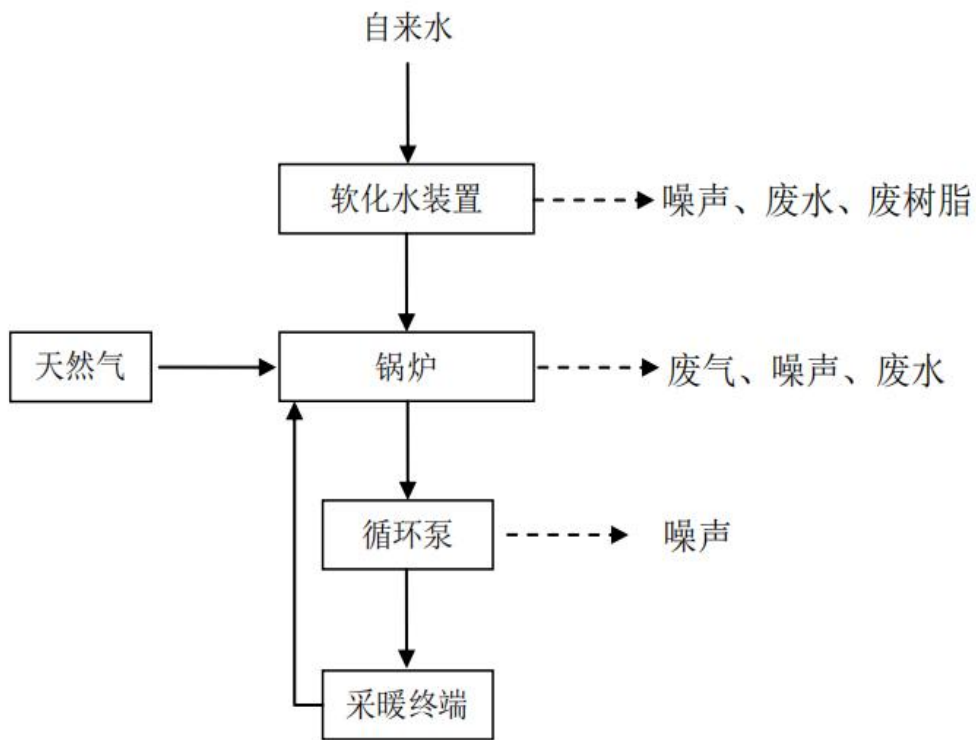 自来水
软化水装置
噪声、废水、废树脂
天然气
锅炉
废气、噪声、废水
循环泵
噪声
采暖终端